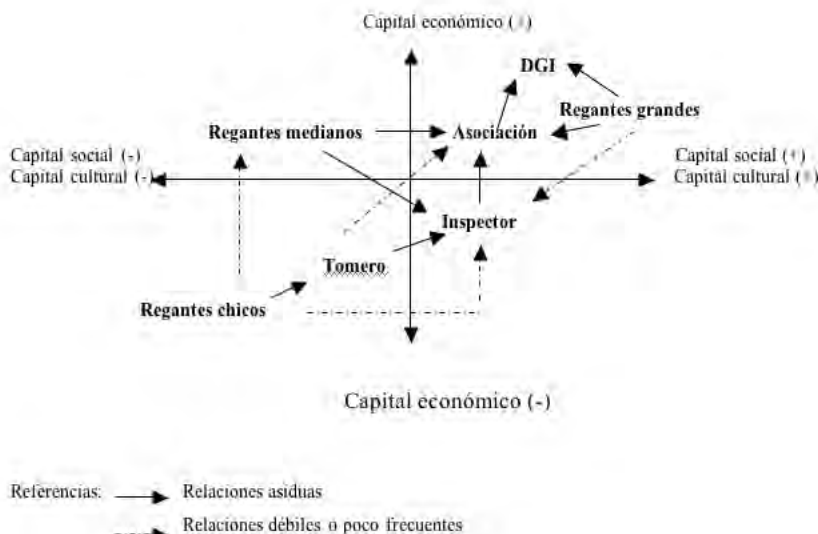 Capital económico (+)
DGI
Regantes grandes
Regantes medianos
Asociación
Capital social (-)
Capital cultural (-)
Capital social (+)
Capital cultural (+)
Inspector
Tomero
Regantes chicos
Capital económico (-)
Referencias:
Relaciones asiduas
Relaciones débiles o poco frecuentes